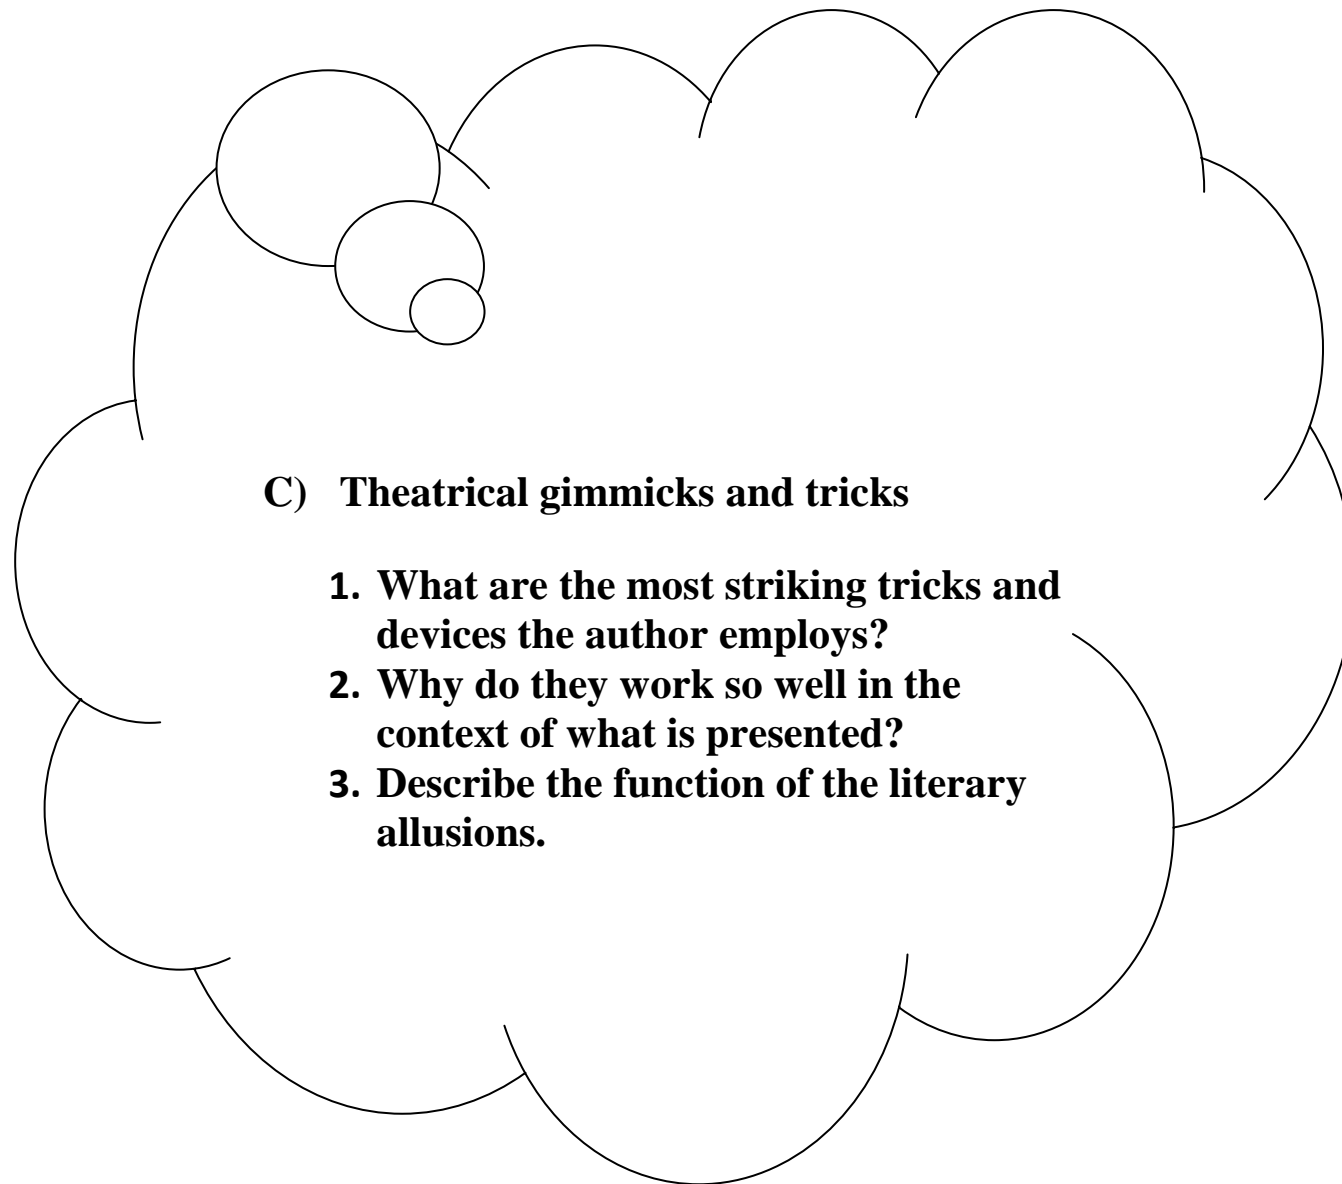 C) Theatrical gimmicks and tricks
1. What are the most striking tricks and
devices the author employs?
2. Why do they work so well in the
context of what is presented?
3. Describe the function of the literary
allusions.